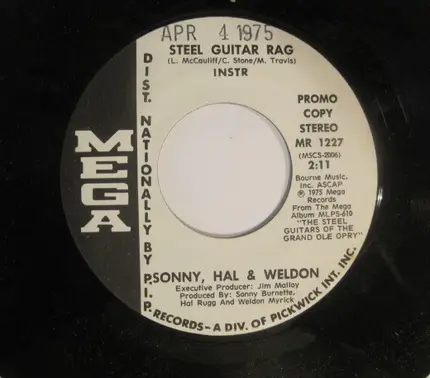 APR 4 1975
STEEL GUITAR RAG
(L. McCauliff/C. Stone/M. Travis)
INSTR
MEGA
DIST. NATIONALLY BY P.I.P. RECORDS–A DIV. OF PICKWICK INT. INC.
PROMO
COPY
STEREO
MR 1227
(MSCS-2006)
2:11
Bourne Music,
Inc. ASCAP
℗ 1975 Mega
Records
From The Mega
Album MLPS-610
"THE STEEL
GUITARS OF THE
GRAND OLE OPRY"
SONNY, HAL & WELDON
Executive Producer: Jim Malloy
Produced By: Sonny Burnette,
Hal Rugg and Weldon Myrick